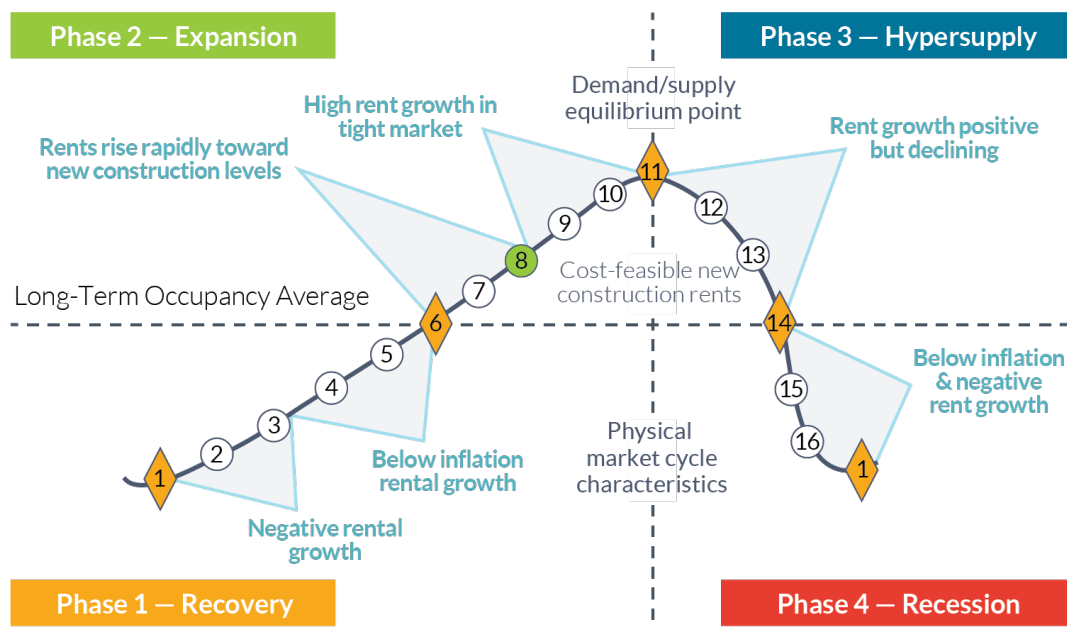 Phase 2 — Expansion
Phase 3 — Hypersupply
Demand/supply
equilibrium point
High rent growth in
tight market
Rent growth positive
but declining
Rents rise rapidly toward
new construction levels
11
10
12
9
13
8
Cost-feasible new
construction rents
7
Long-Term Occupancy Average
6
14
5
Below inflation
& negative
rent growth
4
15
3
Physical
market cycle
characteristics
16
2
Below inflation
rental growth
1
1
Negative rental
growth
Phase 1 — Recovery
Phase 4 — Recession